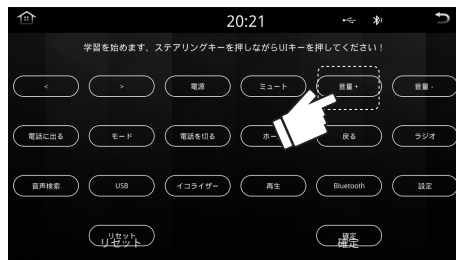 20:21
学習を始めます、ステアリングキーを押しながらUIキーを押してください！
< > 電源 ミュート 音量 + 音量 -
電話に出る モード 電話を切る ホー 戻る ラジオ
音声検索 USB イコライザー 再生 Bluetooth 設定
リセット 確定
リセット 確定